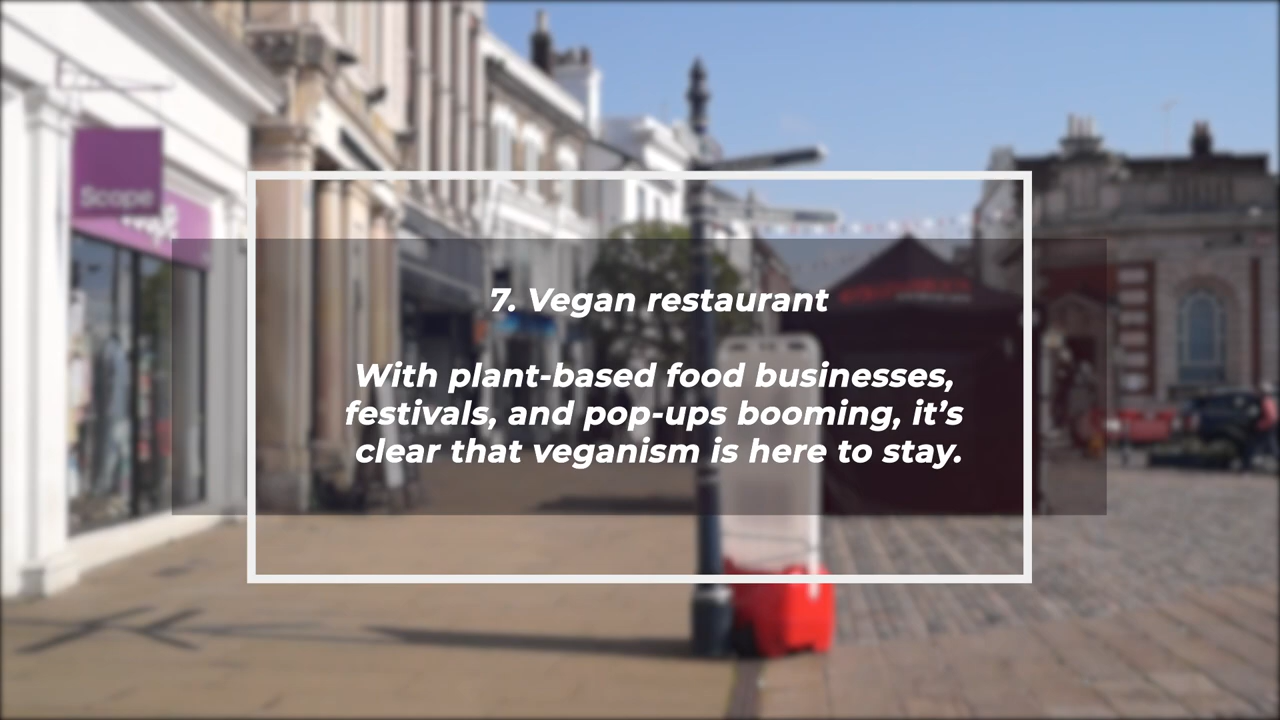 Scope
7. Vegan restaurant
With plant-based food businesses,
festivals, and pop-ups booming, it’s
clear that veganism is here to stay.